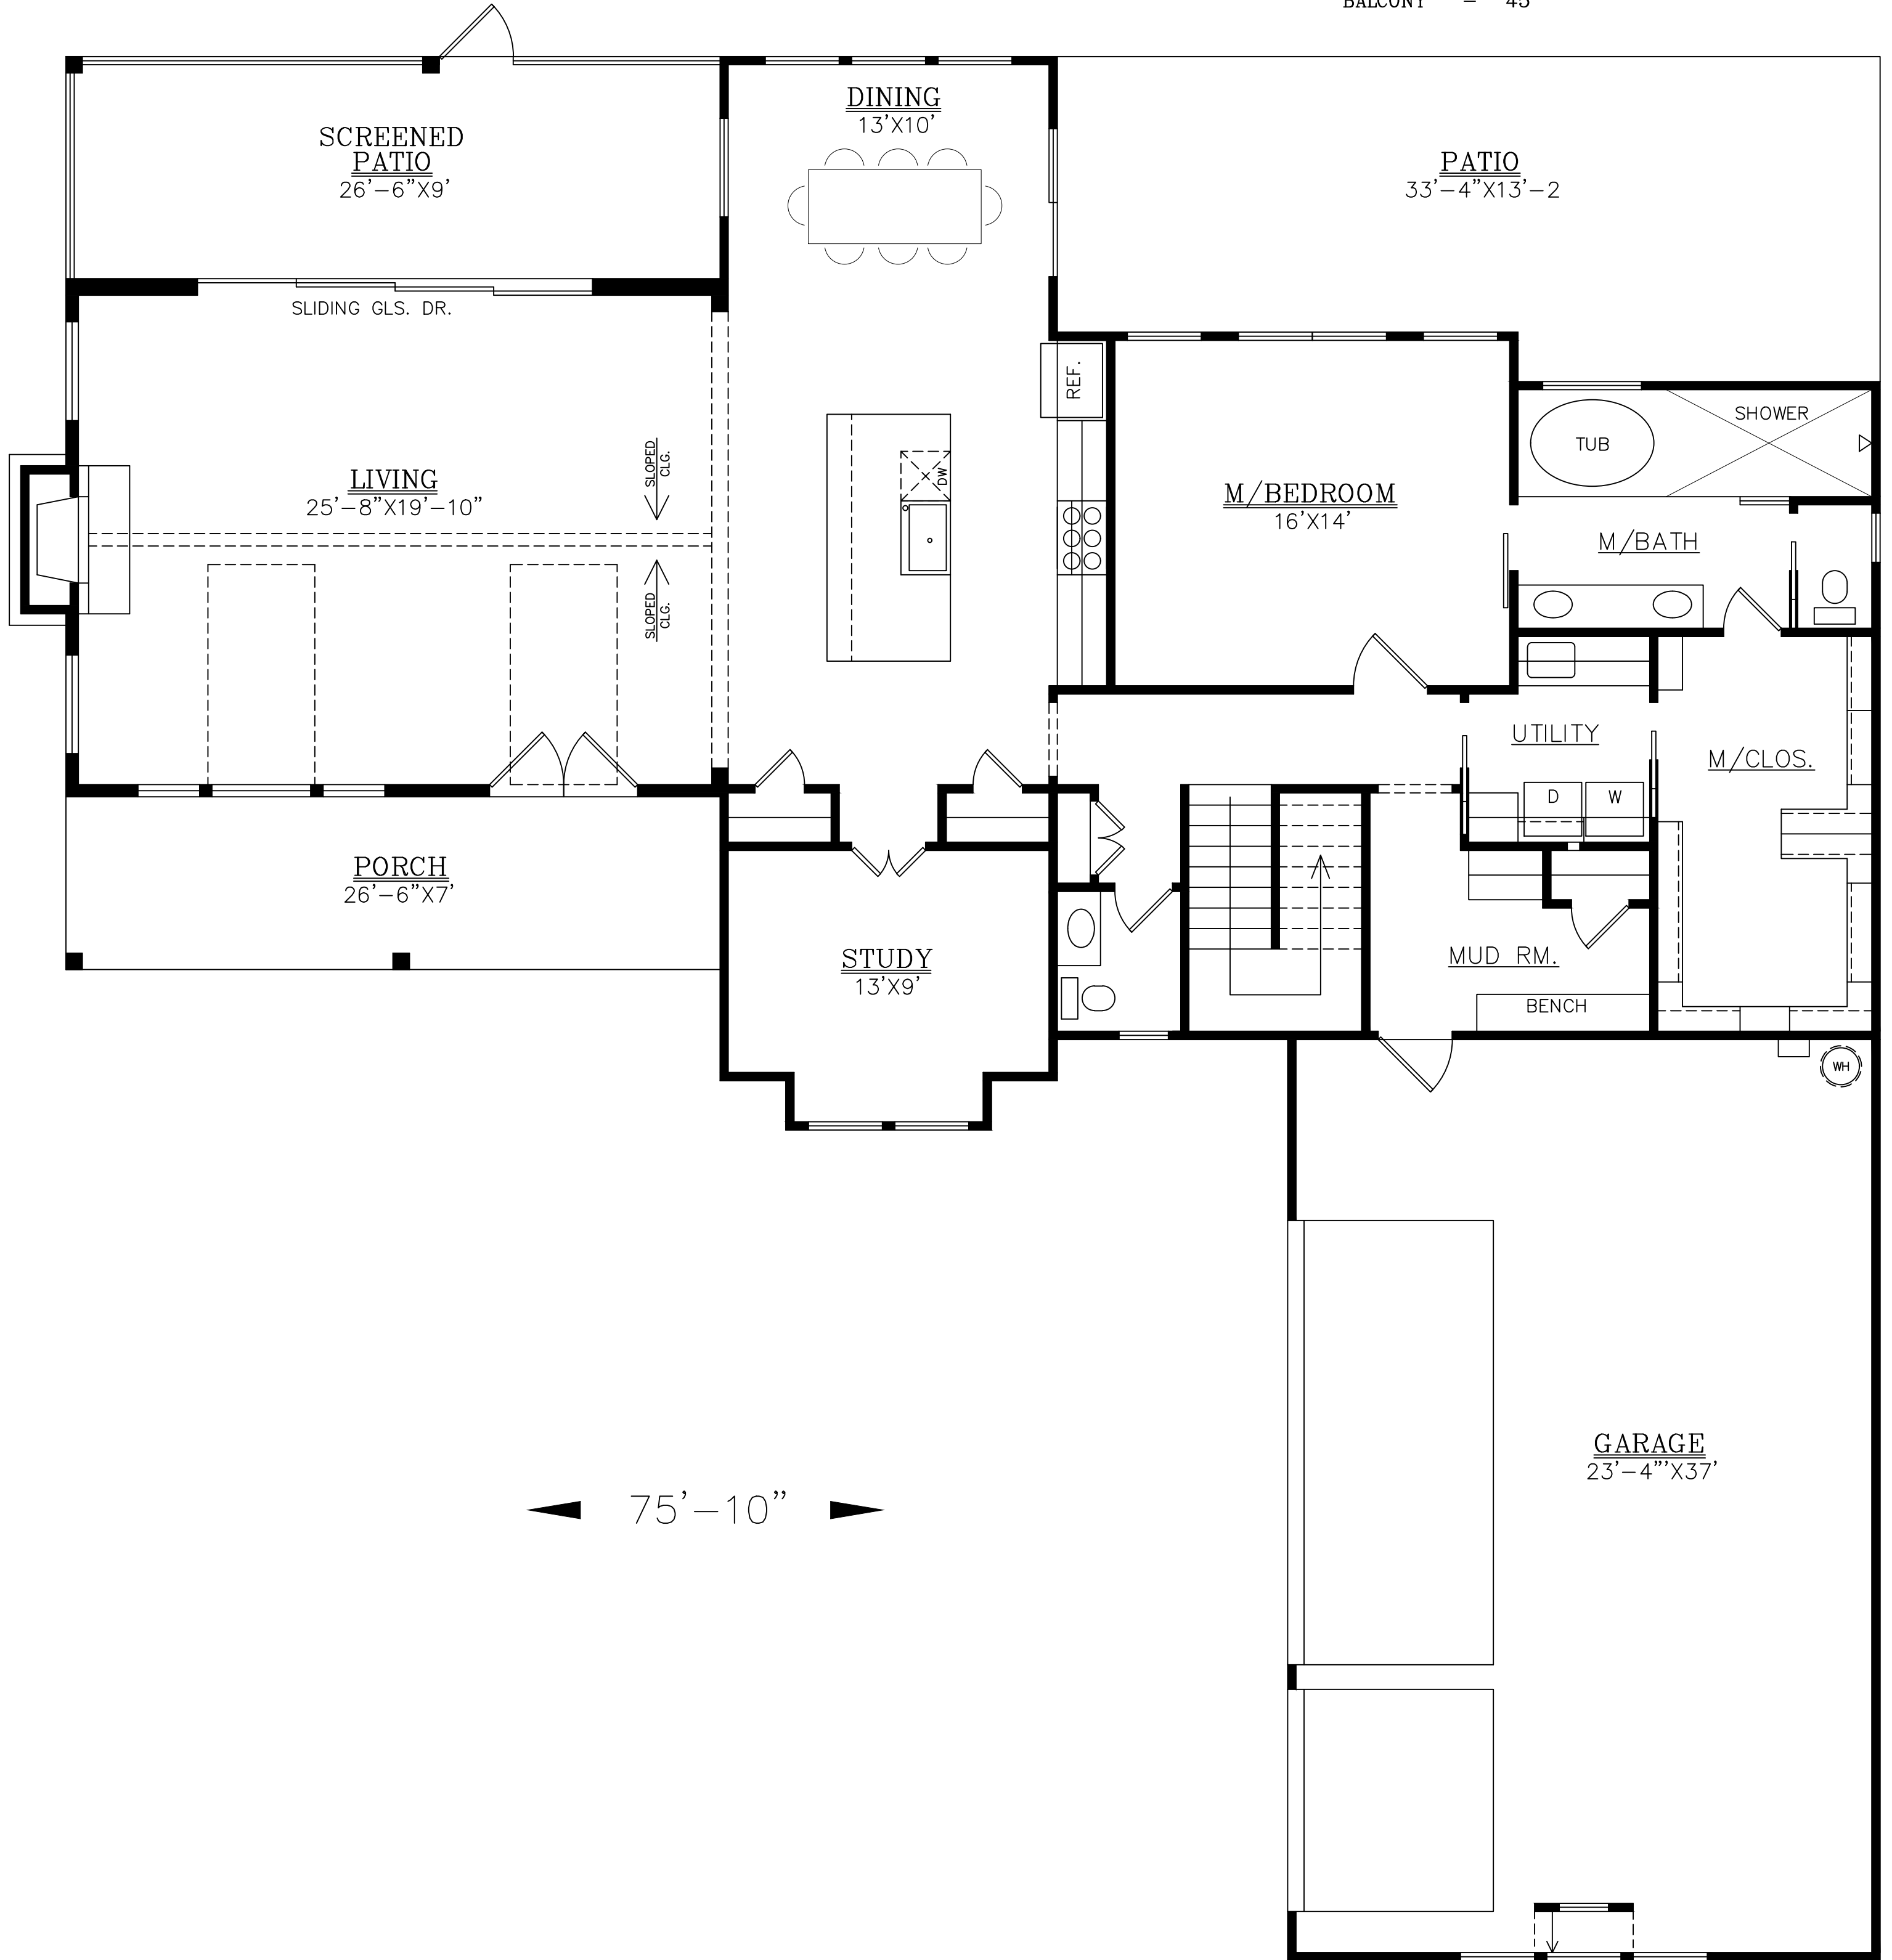 BALCONY - 45
DINING
13'X10'
SCREENED
PATIO
26'-6"X9'
PATIO
33'-4"X13'-2
SLIDING GLS. DR.
REF.
SHOWER
TUB
SLOPED
CLG.
DW
LIVING
25'-8"X19'-10"
M/BEDROOM
16'X14'
M/BATH
SLOPED
CLG.
UTILITY
M/CLOS.
D
W
PORCH
26'-6"X7'
STUDY
13'X9'
MUD RM.
BENCH
WH
GARAGE
23'-4"'X37'
75'-10"